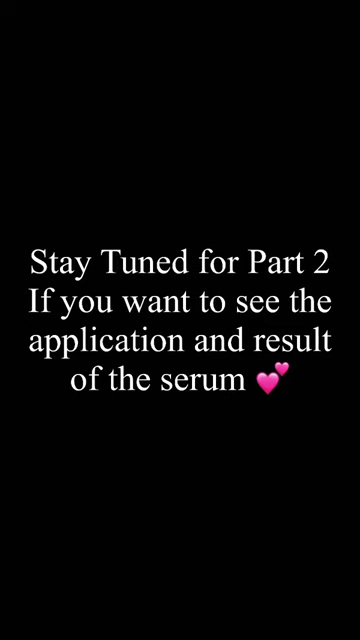 Stay Tuned for Part 2
If you want to see the
application and result
of the serum 💕